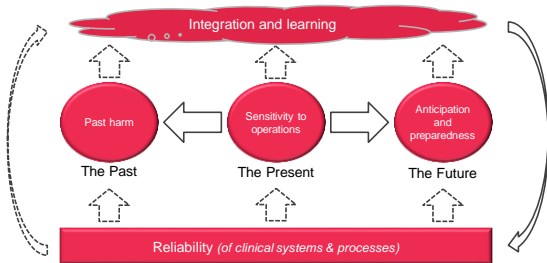 Integration and learning
Past harm
Sensitivity to
operations
Anticipation
and
preparedness
The Past
The Present
The Future
Reliability (of clinical systems & processes)